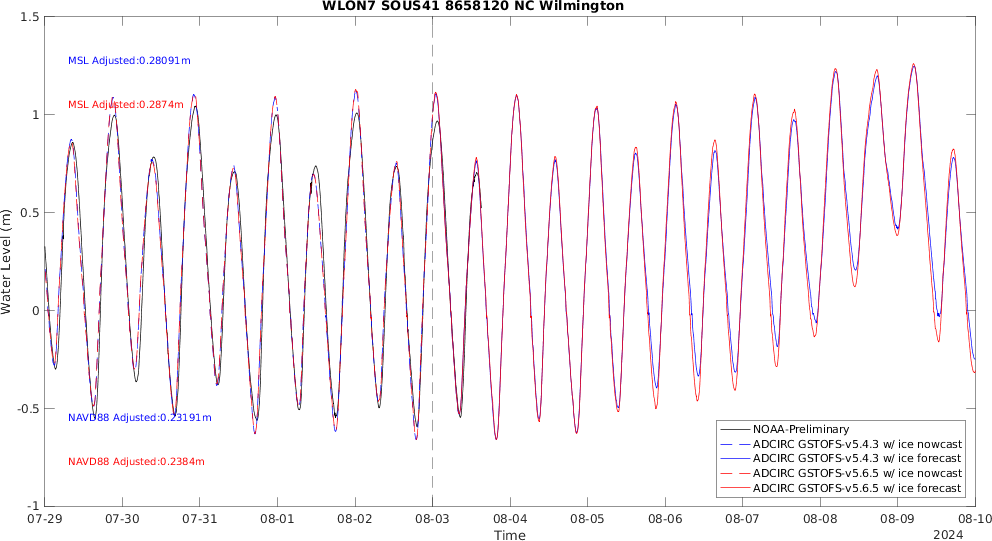 WLON7 SOUS41 8658120 NC Wilmington
1.5
1
0.5
0
-0.5
-1
Water Level (m)
MSL Adjusted:0.28091m
MSL Adjusted:0.2874m
NAVD88 Adjusted:0.23191m
NAVD88 Adjusted:0.2384m
NOAA-Preliminary
ADCIRC GSTOFS-v5.4.3 w/ ice nowcast
ADCIRC GSTOFS-v5.4.3 w/ ice forecast
ADCIRC GSTOFS-v5.6.5 w/ ice nowcast
ADCIRC GSTOFS-v5.6.5 w/ ice forecast
07-29 07-30 07-31 08-01 08-02 08-03 08-04 08-05 08-06 08-07 08-08 08-09 08-10
Time
2024